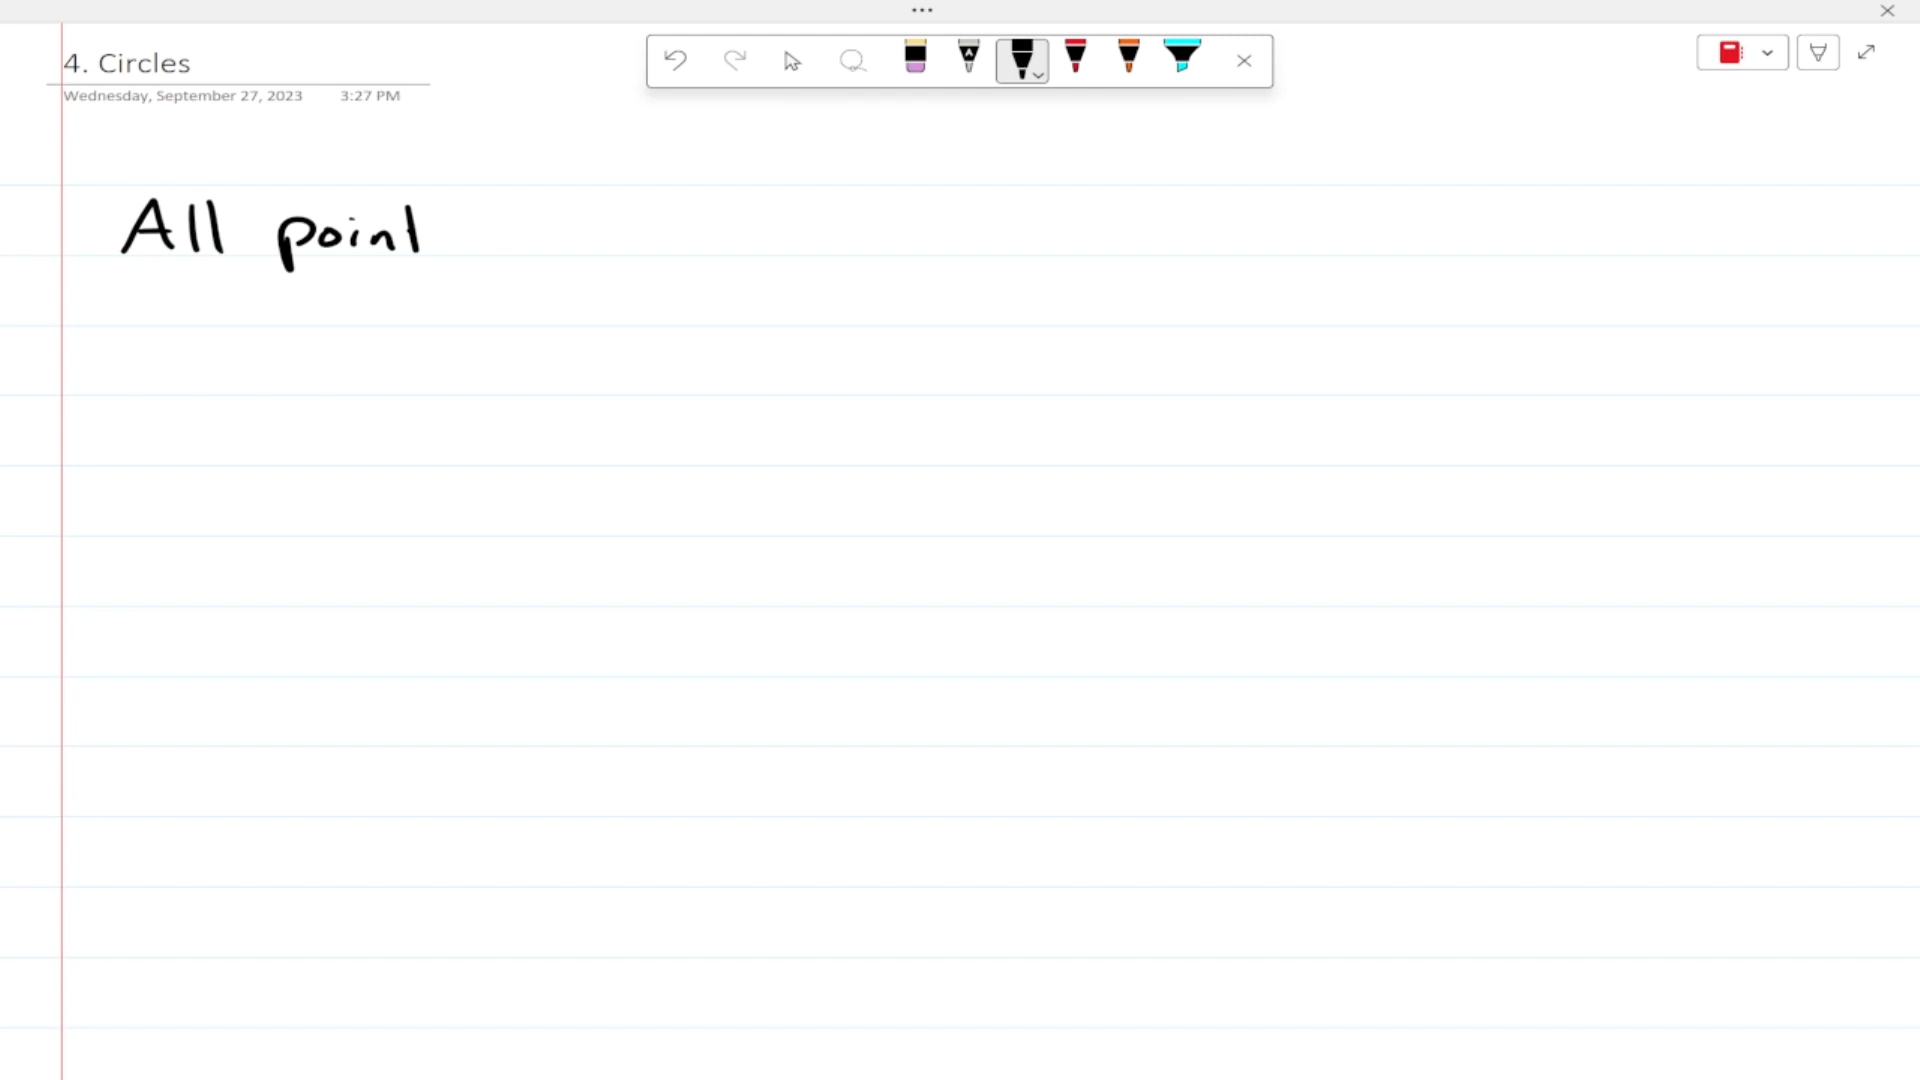 4. Circles
Wednesday, September 27, 2023 3:27 PM
All point